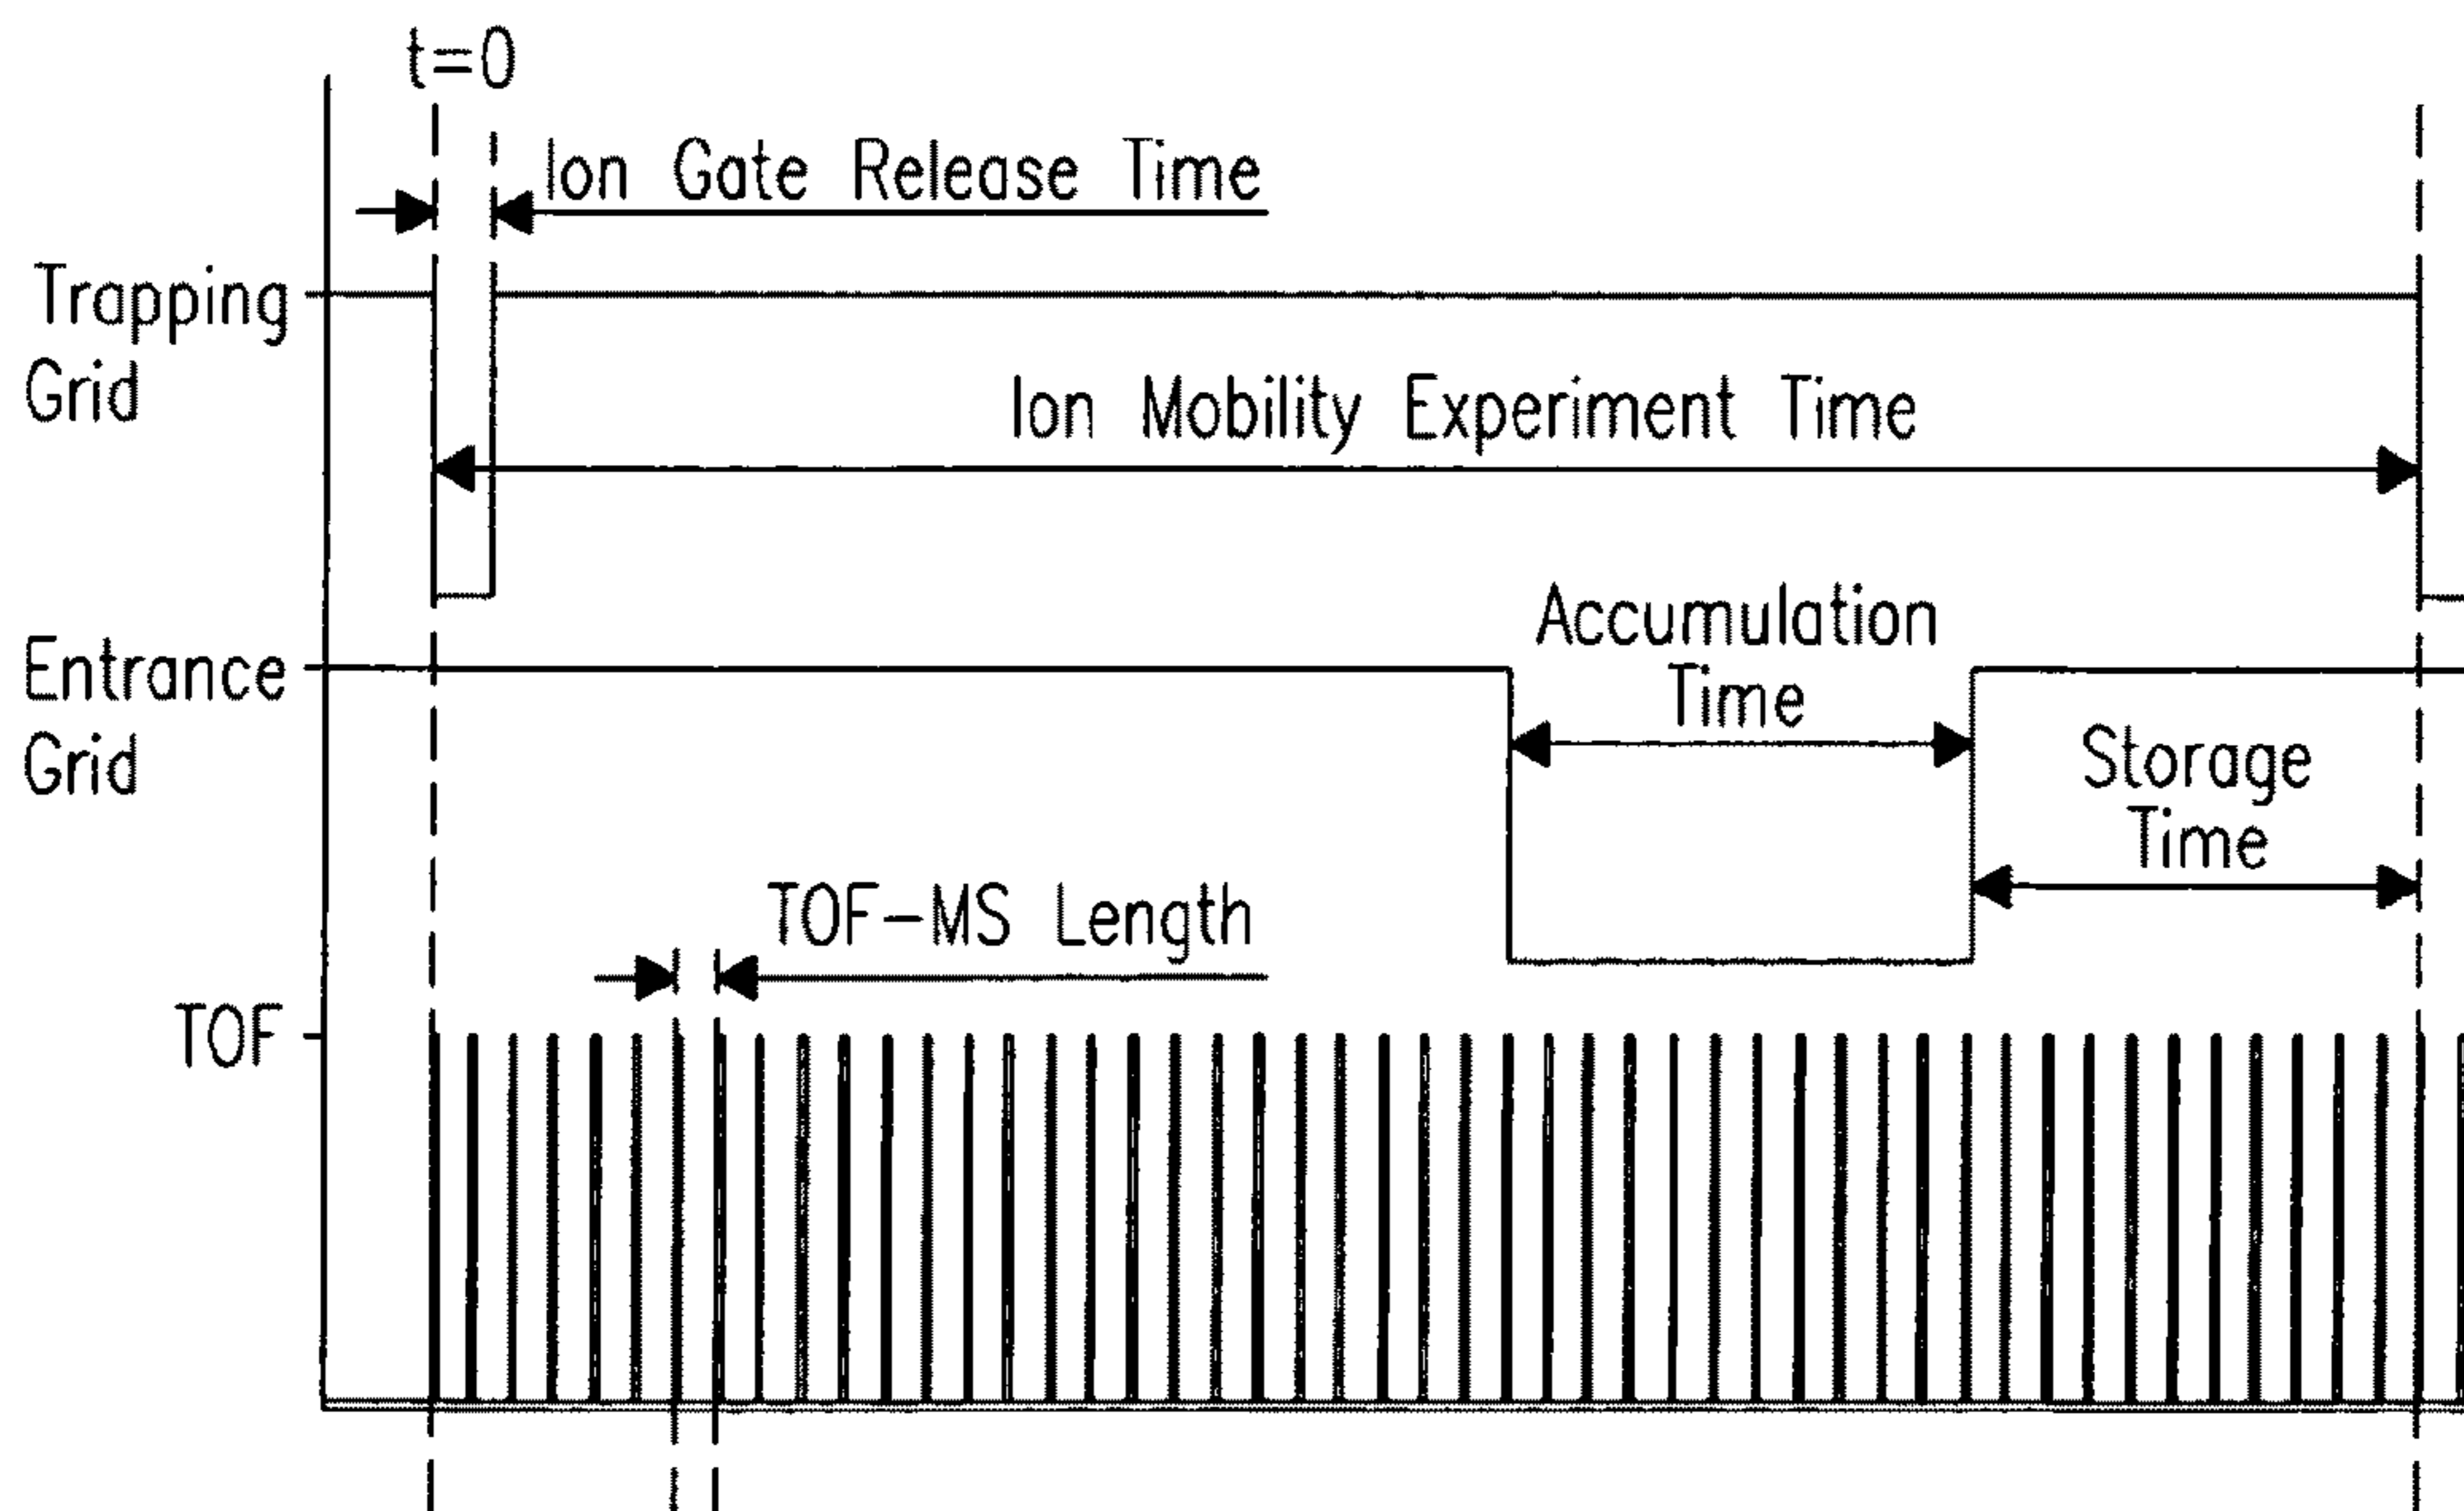 t=0
Ion Gate Release Time
Trapping
Grid
Ion Mobility Experiment Time
Accumulation
Time
Entrance
Grid
Storage
Time
TOF-MS Length
TOF